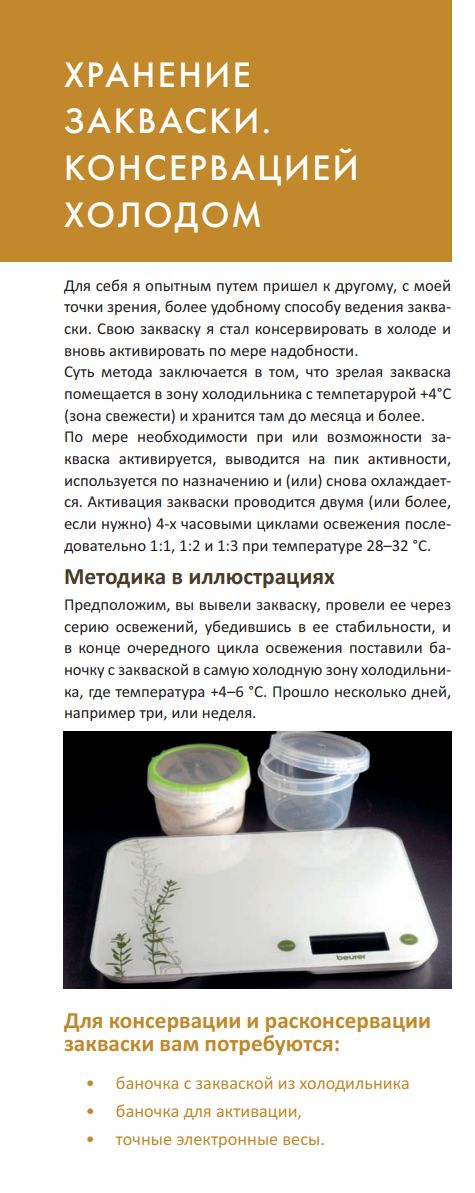 ХРАНЕНИЕ
ЗАКВАСКИ.
КОНСЕРВАЦИЕЙ
ХОЛОДОМ
Для себя я опытным путем пришел к другому, с моей
точки зрения, более удобному способу ведения заква-
ски. Свою закваску я стал консервировать в холоде и
вновь активировать по мере надобности.
Суть метода заключается в том, что зрелая закваска
помещается в зону холодильника с темпетарурой +4°С
(зона свежести) и хранится там до месяца и более.
По мере необходимости при или возможности за-
кваска активируется, выводится на пик активности,
используется по назначению и (или) снова охлаждает-
ся. Активация закваски проводится двумя (или более,
если нужно) 4-х часовыми циклами освежения после-
довательно 1:1, 1:2 и 1:3 при температуре 28–32 °С.
Методика в иллюстрациях
Предположим, вы вывели закваску, провели ее через
серию освежений, убедившись в ее стабильности, и
в конце очередного цикла освежения поставили ба-
ночку с закваской в самую холодную зону холодильни-
ка, где температура +4–6 °С. Прошло несколько дней,
например три, или неделя.
beurer
Для консервации и расконсервации
закваски вам потребуются:
• баночка с закваской из холодильника
• баночка для активации,
• точные электронные весы.